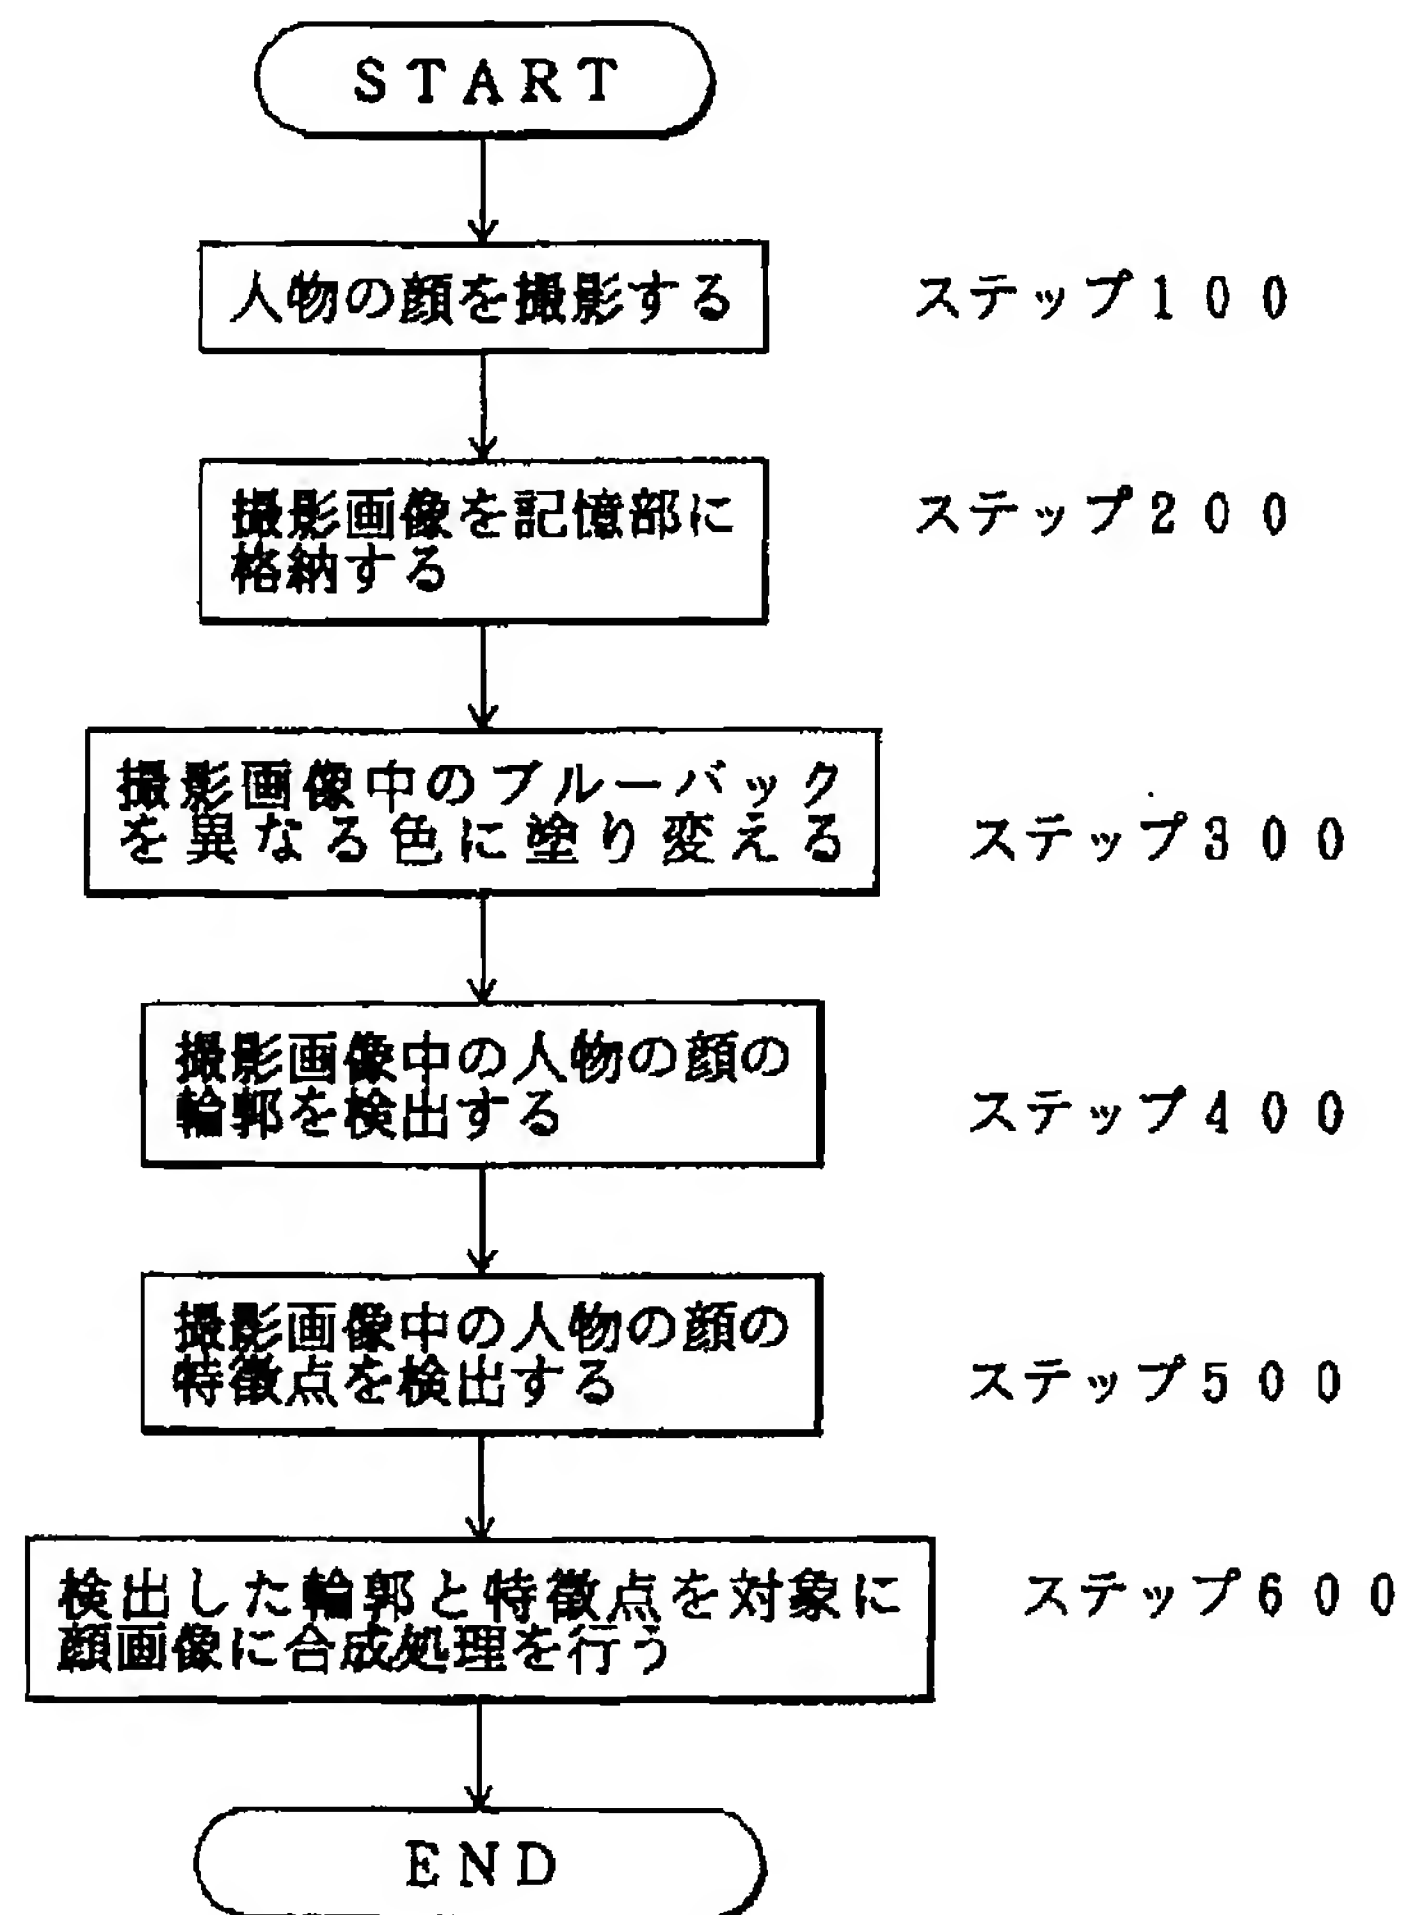 START
人物の顔を撮影する
ステップ100
撮影画像を記憶部に
格納する
ステップ200
撮影画像中のブルーバック
を異なる色に塗り変える
ステップ300
撮影画像中の人物の顔の
輪郭を検出する
ステップ400
撮影画像中の人物の顔の
特徴点を検出する
ステップ500
検出した輪郭と特徴点を対象に
顔画像に合成処理を行う
ステップ600
END